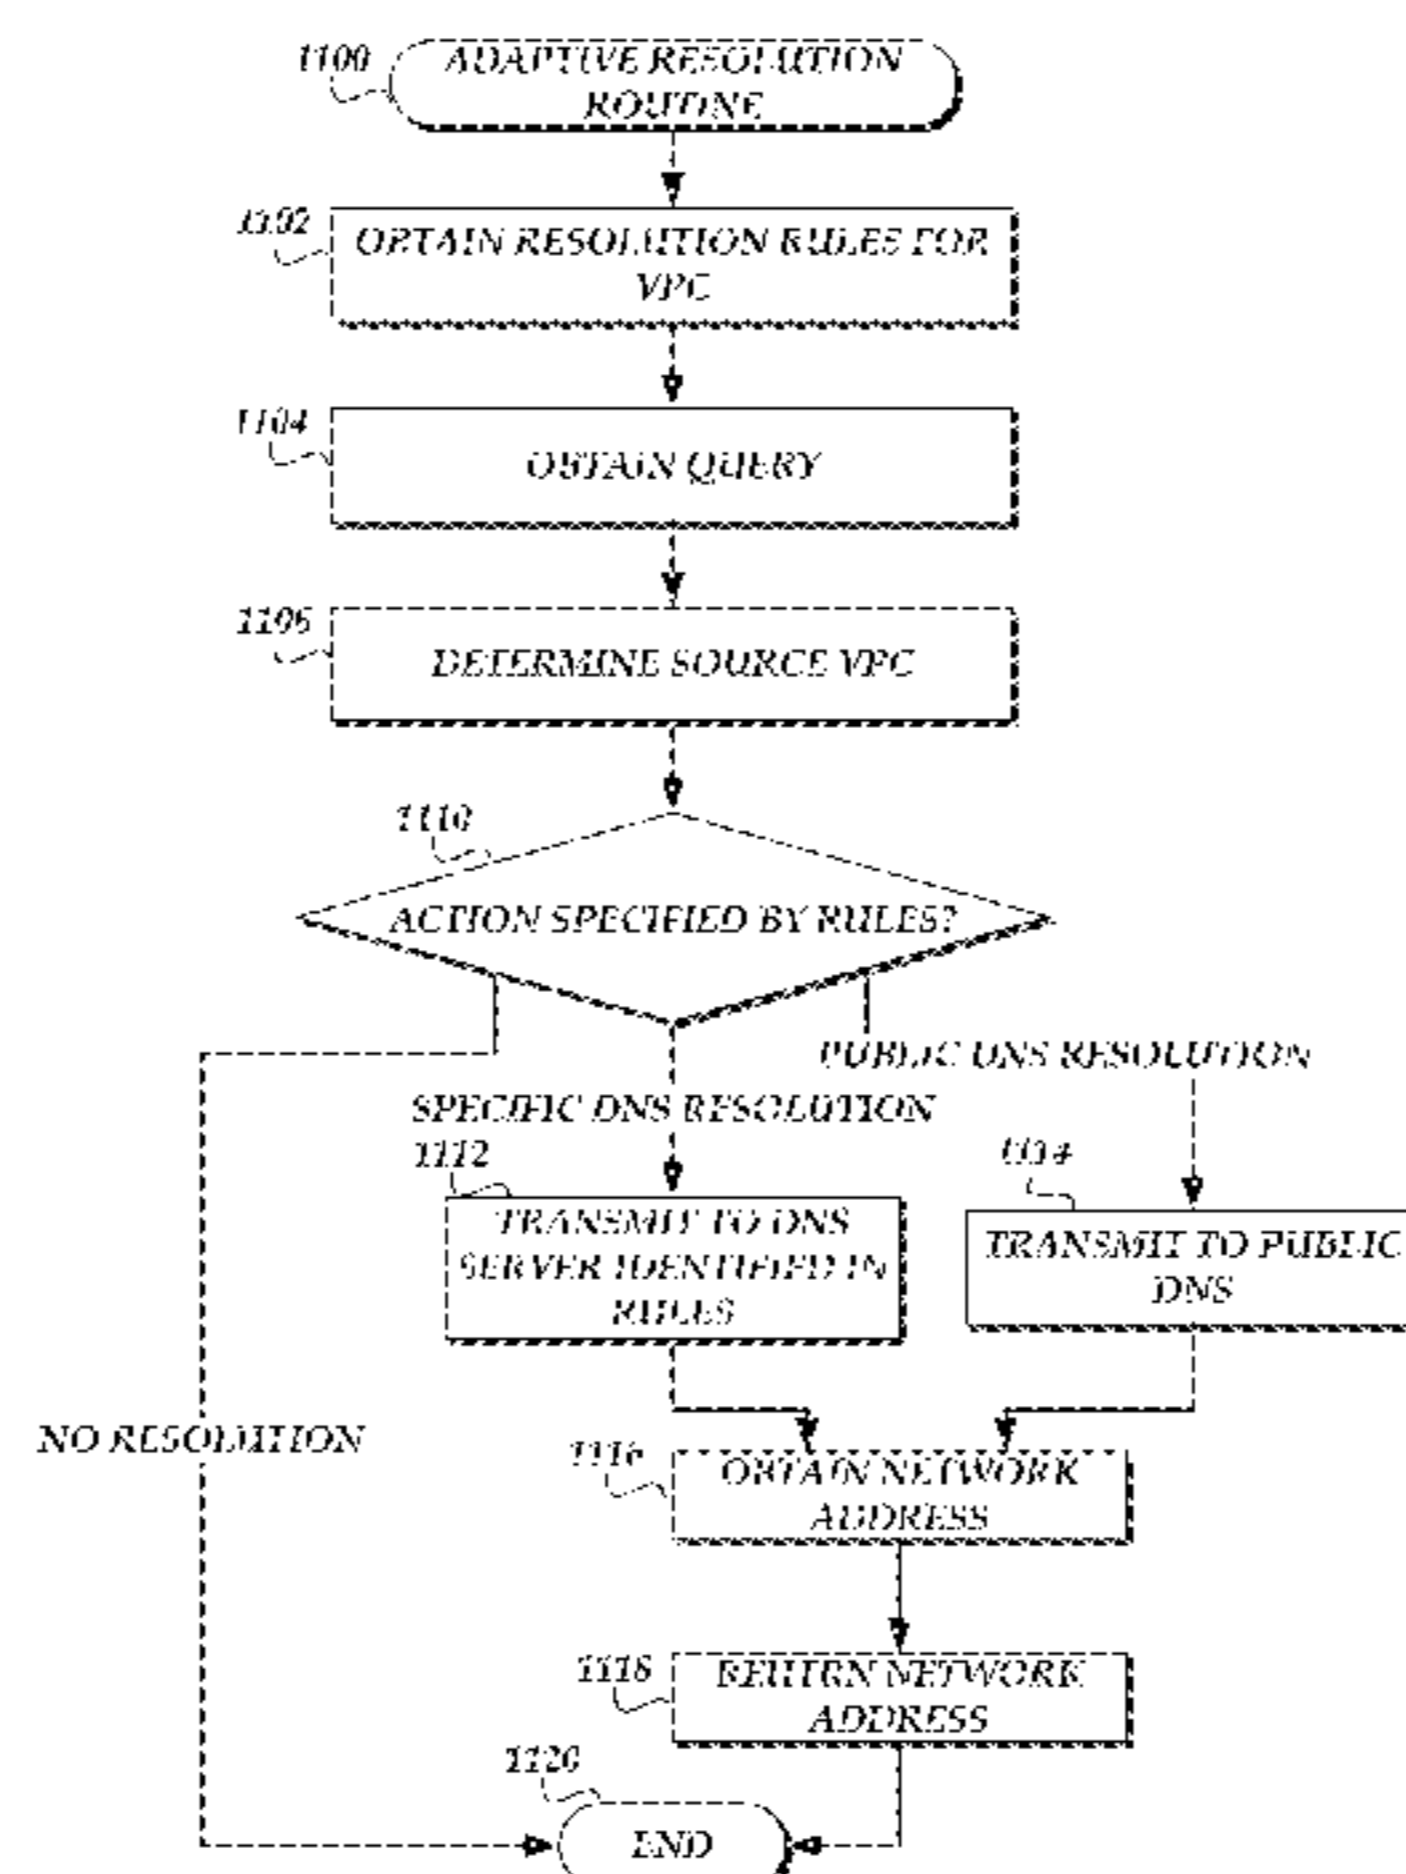 1100
ADAPTIVE RESOLUTION
ROUTINE
1102
OBTAIN RESOLUTION RULES FOR
VPC
1104
OBTAIN QUERY
1106
DETERMINE SOURCE VPC
1110
ACTION SPECIFIED BY RULES?
PUBLIC DNS RESOLUTION
SPECIFIC DNS RESOLUTION
1112
1114
TRANSMIT TO DNS
SERVER IDENTIFIED IN
RULES
TRANSMIT TO PUBLIC
DNS
NO RESOLUTION
1116
OBTAIN NETWORK
ADDRESS
1118
RETURN NETWORK
ADDRESS
1120
END